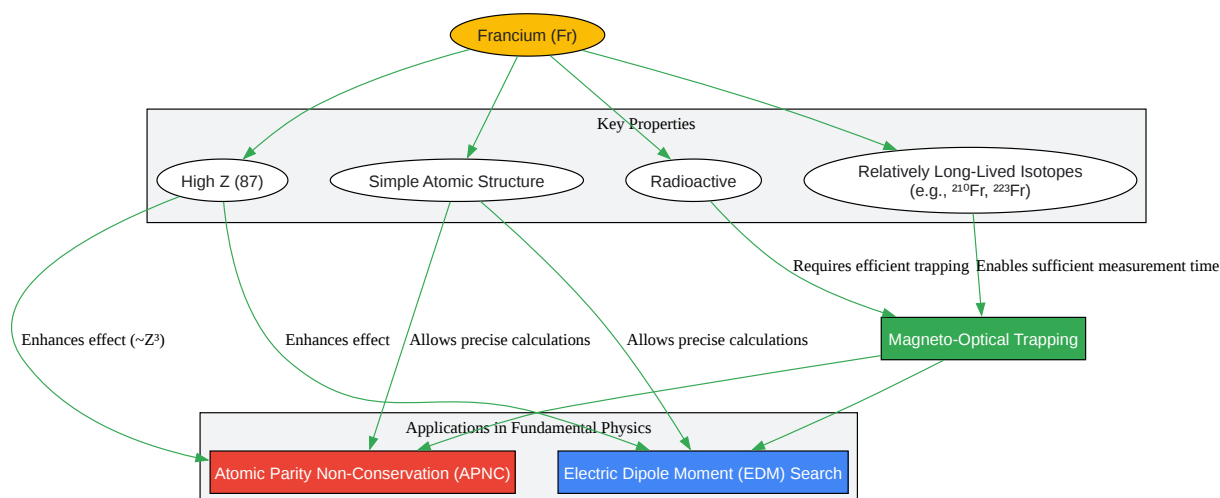 Francium (Fr)
Key Properties
High Z (87)
Simple Atomic Structure
Radioactive
Relatively Long-Lived Isotopes
(e.g., ²¹⁰Fr, ²²³Fr)
Requires efficient trapping
Enables sufficient measurement time
Enhances effect (~Z³)
Enhances effect
Allows precise calculations
Allows precise calculations
Magneto-Optical Trapping
Applications in Fundamental Physics
Atomic Parity Non-Conservation (APNC)
Electric Dipole Moment (EDM) Search